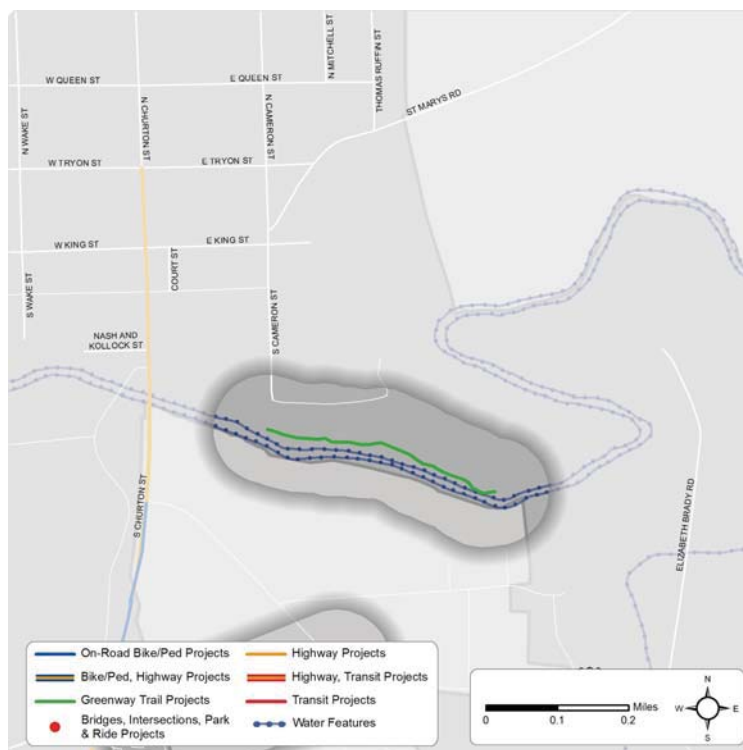 N MITCHELL ST
THOMAS RUFFIN ST
W QUEEN ST
E QUEEN ST
N WAKE ST
N CHURTON ST
N CAMERON ST
ST MARYS RD
W TRYON ST
E TRYON ST
W KING ST
E KING ST
COURT ST
S WAKE ST
S CAMERON ST
NASH AND
KOLLOCK ST
S CHURTON ST
ELIZABETH BRADY RD
On-Road Bike/Ped Projects
Highway Projects
Bike/Ped, Highway Projects
Highway, Transit Projects
Greenway Trail Projects
Transit Projects
Bridges, Intersections, Park
& Ride Projects
Water Features
Miles
0 0.1 0.2
N
W E
S